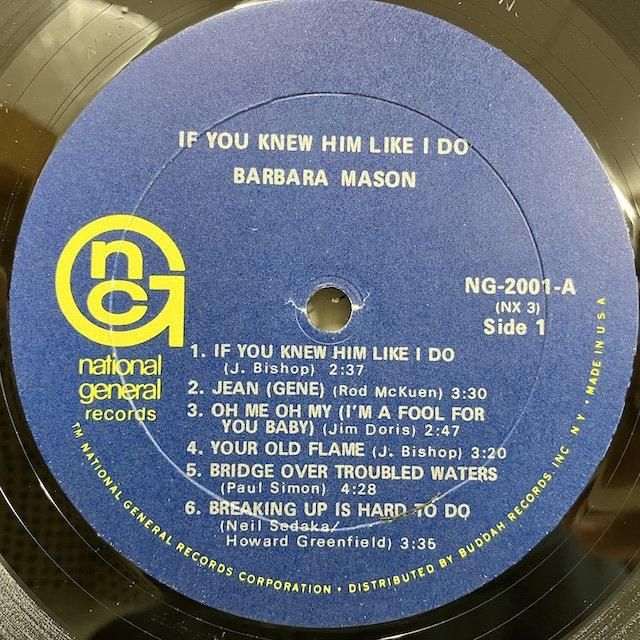 IF YOU KNEW HIM LIKE I DO
BARBARA MASON
ncG
national
general
records
NG-2001-A
(NX 3)
Side 1
1. IF YOU KNEW HIM LIKE I DO
(J. Bishop) 2:37
2. JEAN (GENE) (Rod McKuen) 3:30
3. OH ME OH MY (I'M A FOOL FOR
YOU BABY) (Jim Doris) 2:47
4. YOUR OLD FLAME (J. Bishop) 3:20
5. BRIDGE OVER TROUBLED WATERS
(Paul Simon) 4:28
6. BREAKING UP IS HARD TO DO
(Neil Sedaka/
Howard Greenfield) 3:35
TM NATIONAL GENERAL RECORDS CORPORATION • DISTRIBUTED BY BUDDAH RECORDS INC N Y • MADE IN U S A